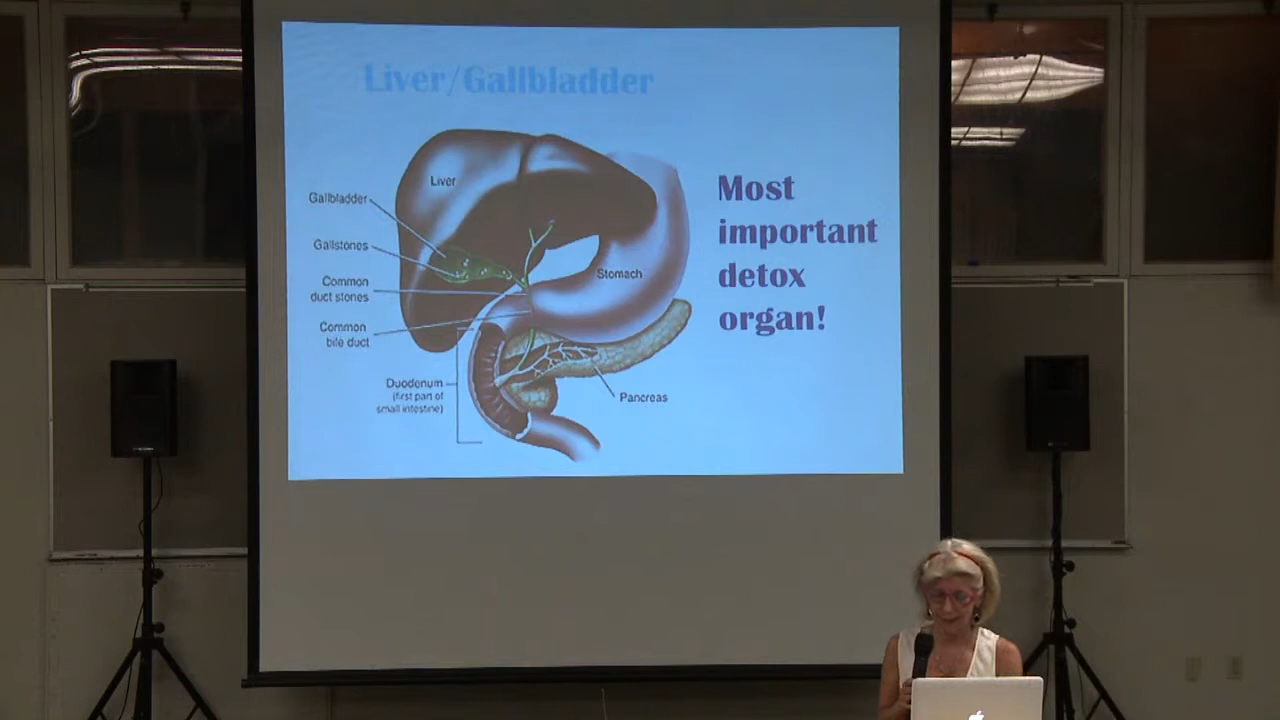 Liver/Gallbladder
Liver
Gallbladder
Gallstones
Common
duct stones
Common
bile duct
Duodenum
(first part of
small intestine)
Stomach
Pancreas
Most
important
detox
organ!